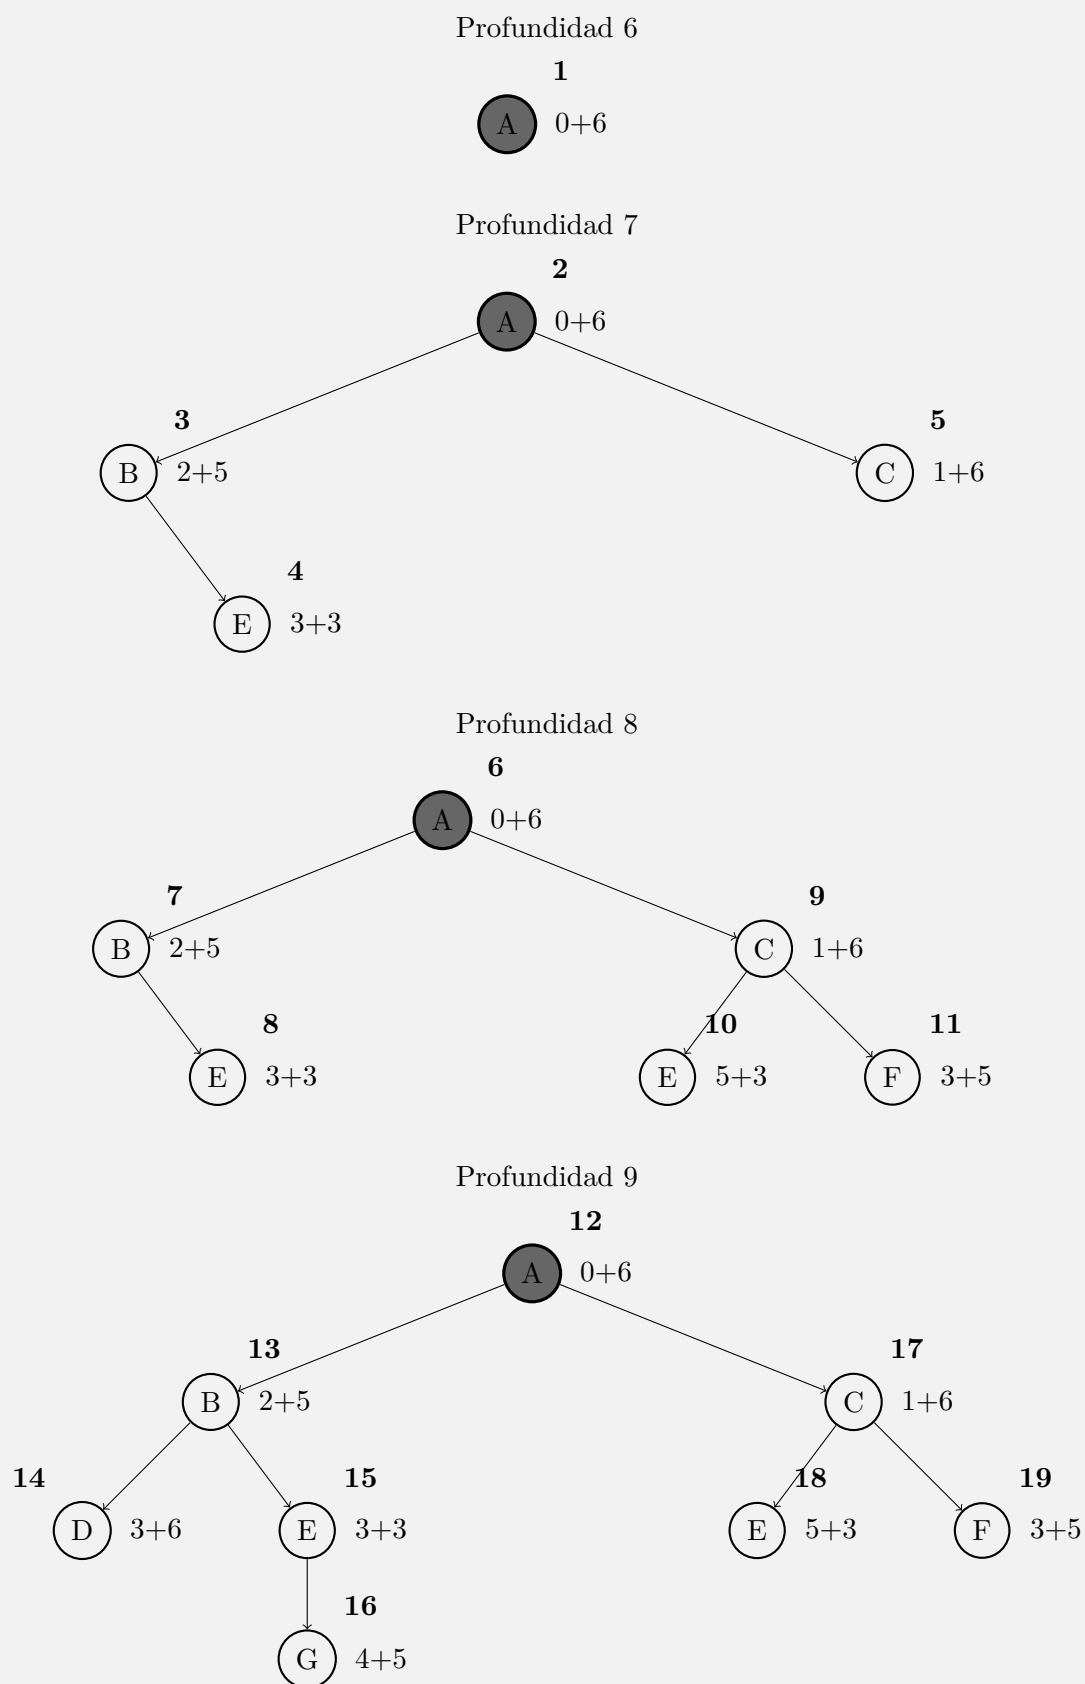 Profundidad 6
1
A 0+6
Profundidad 7
2
A 0+6
3 5
B 2+5 C 1+6
4
E 3+3
Profundidad 8
6
A 0+6
7 9
B 2+5 C 1+6
8 10 11
E 3+3 E 5+3 F 3+5
Profundidad 9
12
A 0+6
13 17
B 2+5 C 1+6
14 15 18 19
D 3+6 E 3+3 E 5+3 F 3+5
16
G 4+5